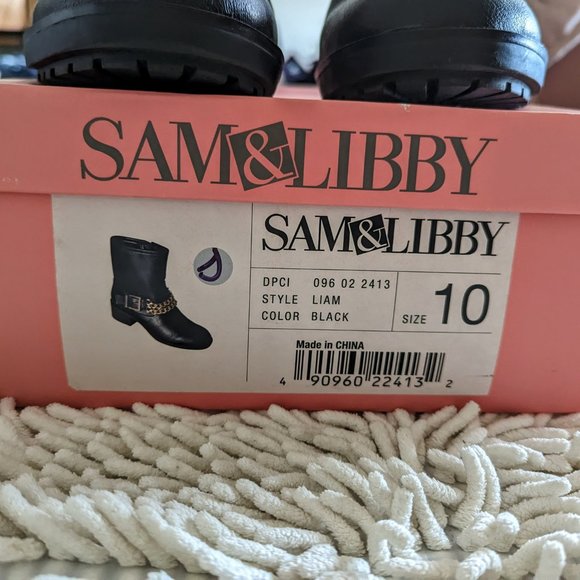 SAM&LIBBY
SAM&LIBBY
DPCI 096 02 2413
STYLE LIAM
COLOR BLACK
SIZE 10
Made in CHINA
4 90960 22413 2